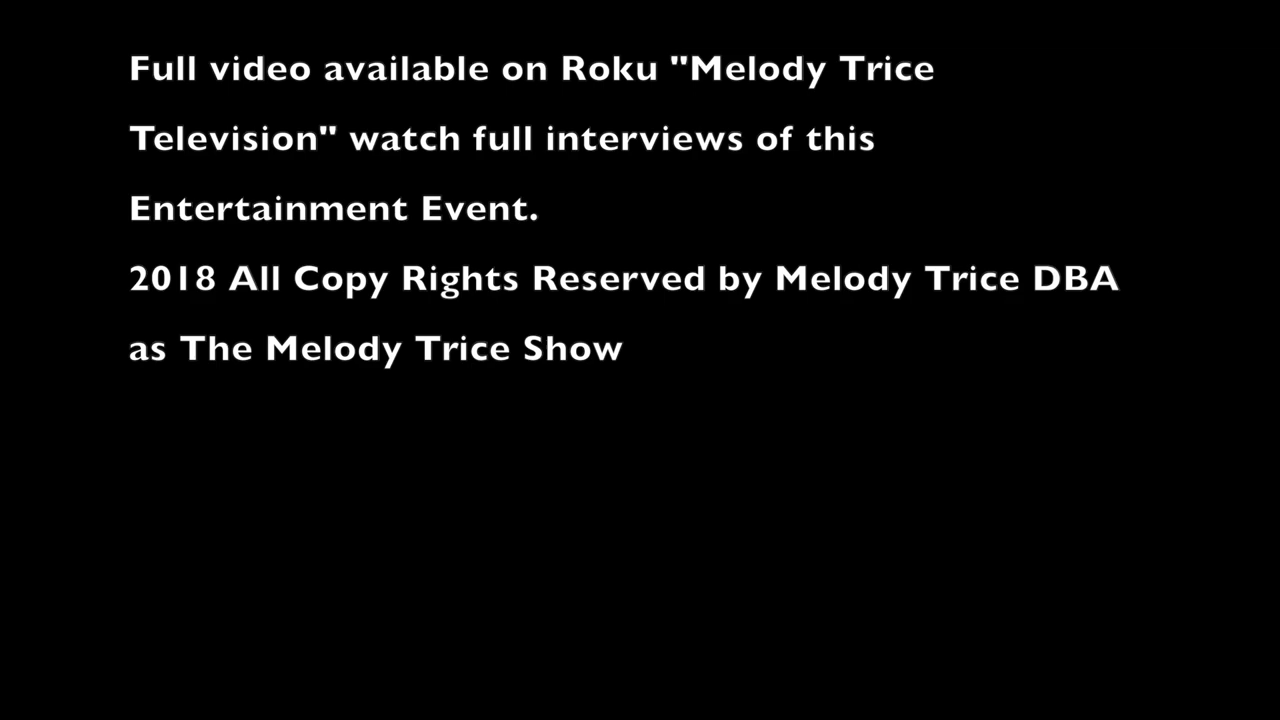 Full video available on Roku "Melody Trice
Television" watch full interviews of this
Entertainment Event.
2018 All Copy Rights Reserved by Melody Trice DBA
as The Melody Trice Show